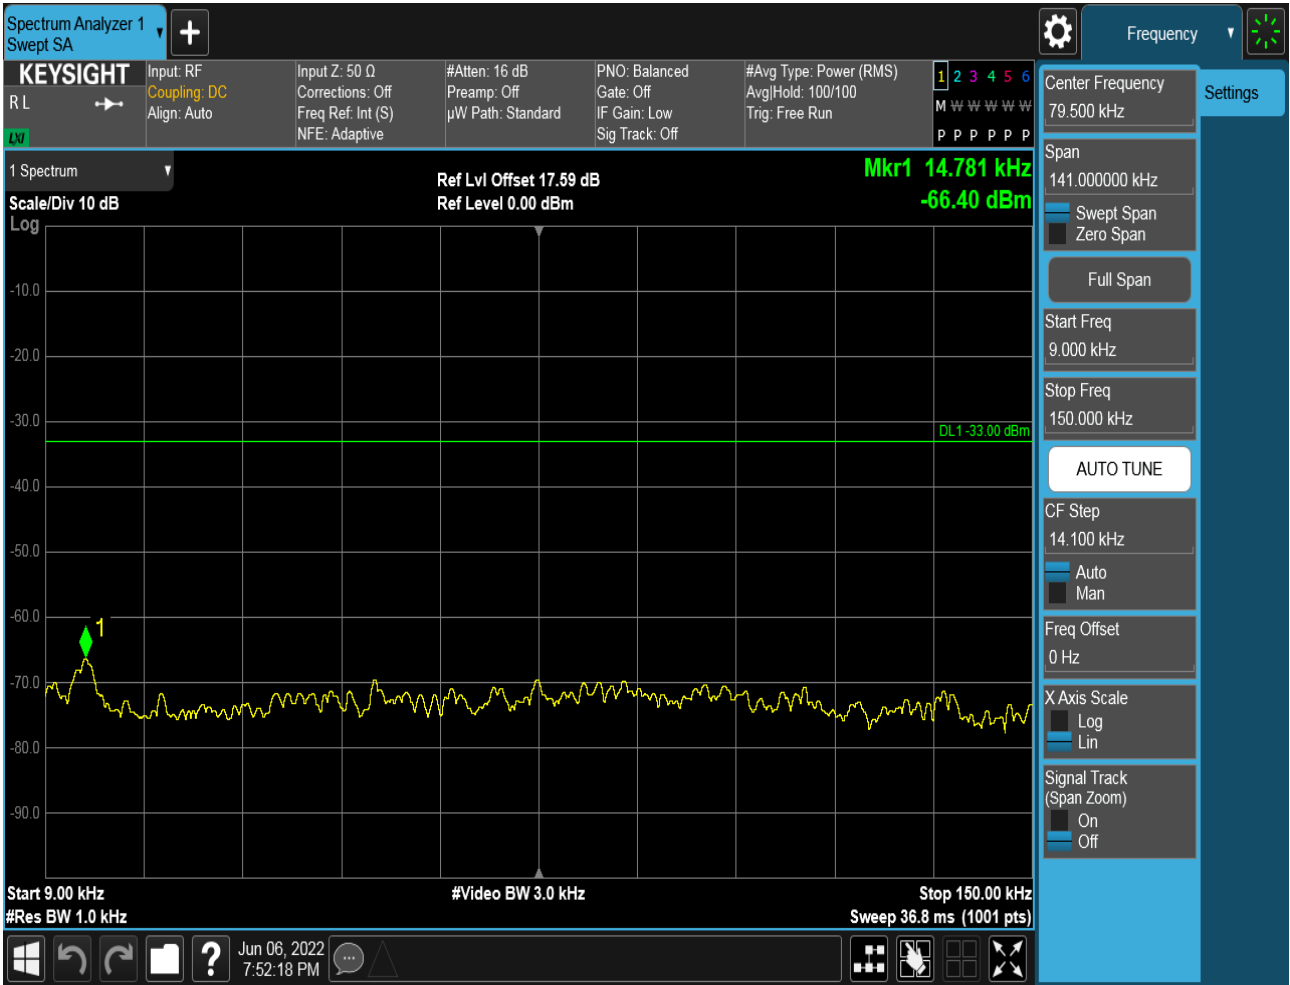 Spectrum Analyzer 1
Swept SA
Frequency
KEYSIGHT
R L
LXI
Input: RF
Coupling: DC
Align: Auto
Input Z: 50 Ω
Corrections: Off
Freq Ref: Int (S)
NFE: Adaptive
#Atten: 16 dB
Preamp: Off
µW Path: Standard
PNO: Balanced
Gate: Off
IF Gain: Low
Sig Track: Off
#Avg Type: Power (RMS)
Avg|Hold: 100/100
Trig: Free Run
1 2 3 4 5 6
M W W W W W
P P P P P P
1 Spectrum
Scale/Div 10 dB
Log
Ref Lvl Offset 17.59 dB
Ref Level 0.00 dBm
Mkr1 14.781 kHz
-66.40 dBm
-10.0
-20.0
-30.0
DL1 -33.00 dBm
-40.0
-50.0
-60.0
1
-70.0
-80.0
-90.0
Start 9.00 kHz
#Res BW 1.0 kHz
#Video BW 3.0 kHz
Stop 150.00 kHz
Sweep 36.8 ms (1001 pts)
Center Frequency
79.500 kHz
Span
141.000000 kHz
Swept Span
Zero Span
Full Span
Start Freq
9.000 kHz
Stop Freq
150.000 kHz
AUTO TUNE
CF Step
14.100 kHz
Auto
Man
Freq Offset
0 Hz
X Axis Scale
Log
Lin
Signal Track
(Span Zoom)
On
Off
Settings
?
Jun 06, 2022
7:52:18 PM